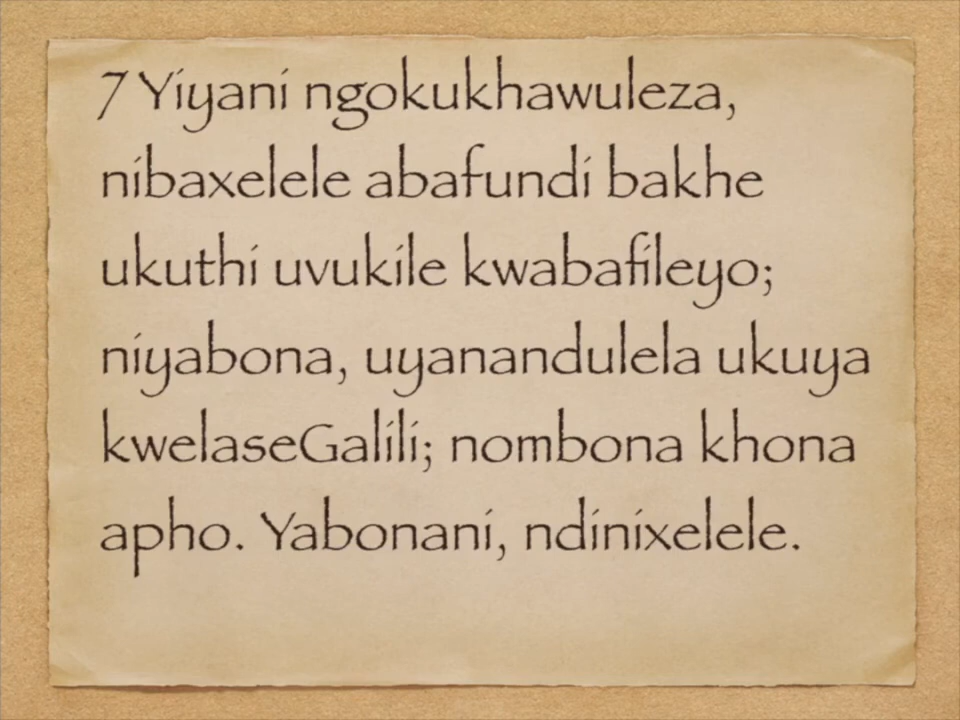 7 Yiyani ngokukhawuleza,
nibaxelele abafundi bakhe
ukuthi uvukile kwabafileyo;
niyabona, uyanandulela ukuya
kwelaseGalili; nombona khona
apho. Yabonani, ndinixelele.